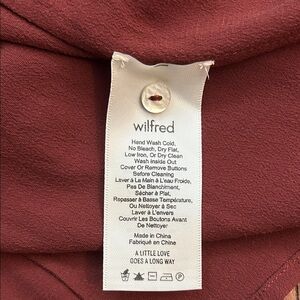 wilfred
Hand Wash Cold,
No Bleach, Dry Flat,
Low Iron, Or Dry Clean
Wash Inside Out
Cover Or Remove Buttons
Before Cleaning
Laver à La Main à L'eau Froide,
Pas De Blanchiment,
Sécher à Plat,
Repasser à Basse Température,
Ou Nettoyer à Sec
Laver à L'envers
Couvrir Les Boutons Avant
De Nettoyer
Made in China
Fabriqué en Chine
A LITTLE LOVE
GOES A LONG WAY